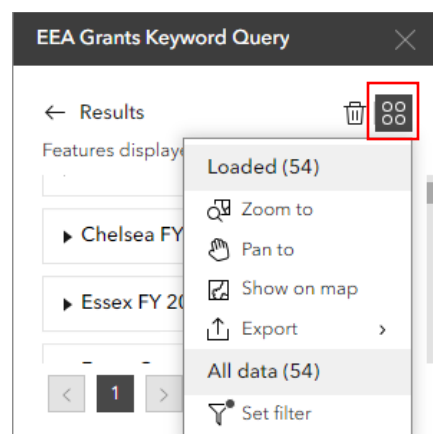 EEA Grants Keyword Query
Results
Features displaye
Chelsea FY
Essex FY 20
1
Loaded (54)
Zoom to
Pan to
Show on map
Export
All data (54)
Set filter